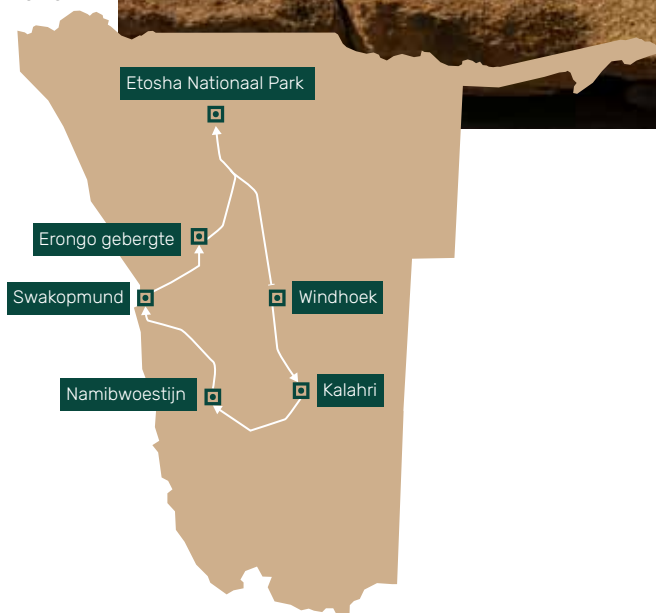 Etosha Nationaal Park
Erongo gebergte
Swakopmund
Windhoek
Namibwoestijn
Kalahri